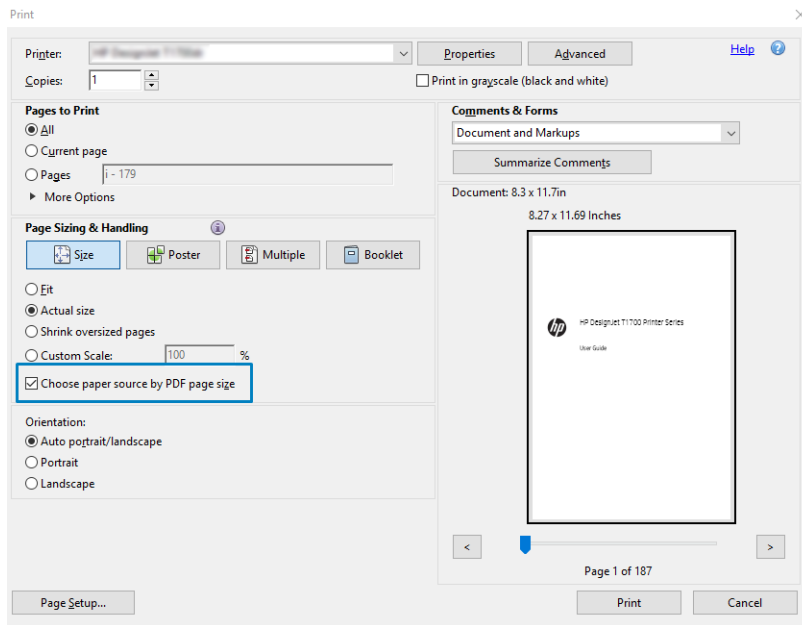 Print
Printer:
Properties
Advanced
Help
?
Copies:
1
Print in grayscale (black and white)
Pages to Print
All
Current page
Pages
i - 179
More Options
Comments & Forms
Document and Markups
Summarize Comments
Page Sizing & Handling
i
Size
Poster
Multiple
Booklet
Fit
Actual size
Shrink oversized pages
Custom Scale:
100
%
Choose paper source by PDF page size
Orientation:
Auto portrait/landscape
Portrait
Landscape
Document: 8.3 x 11.7in
8.27 x 11.69 Inches
hp
HP DesignJet T1700 Printer Series
User Guide
<
>
Page 1 of 187
Page Setup...
Print
Cancel